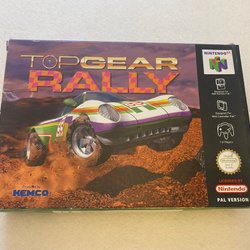 TOP GEAR
RALLY
NINTENDO 64
KEMCO
LICENSED BY
Nintendo
PAL VERSION